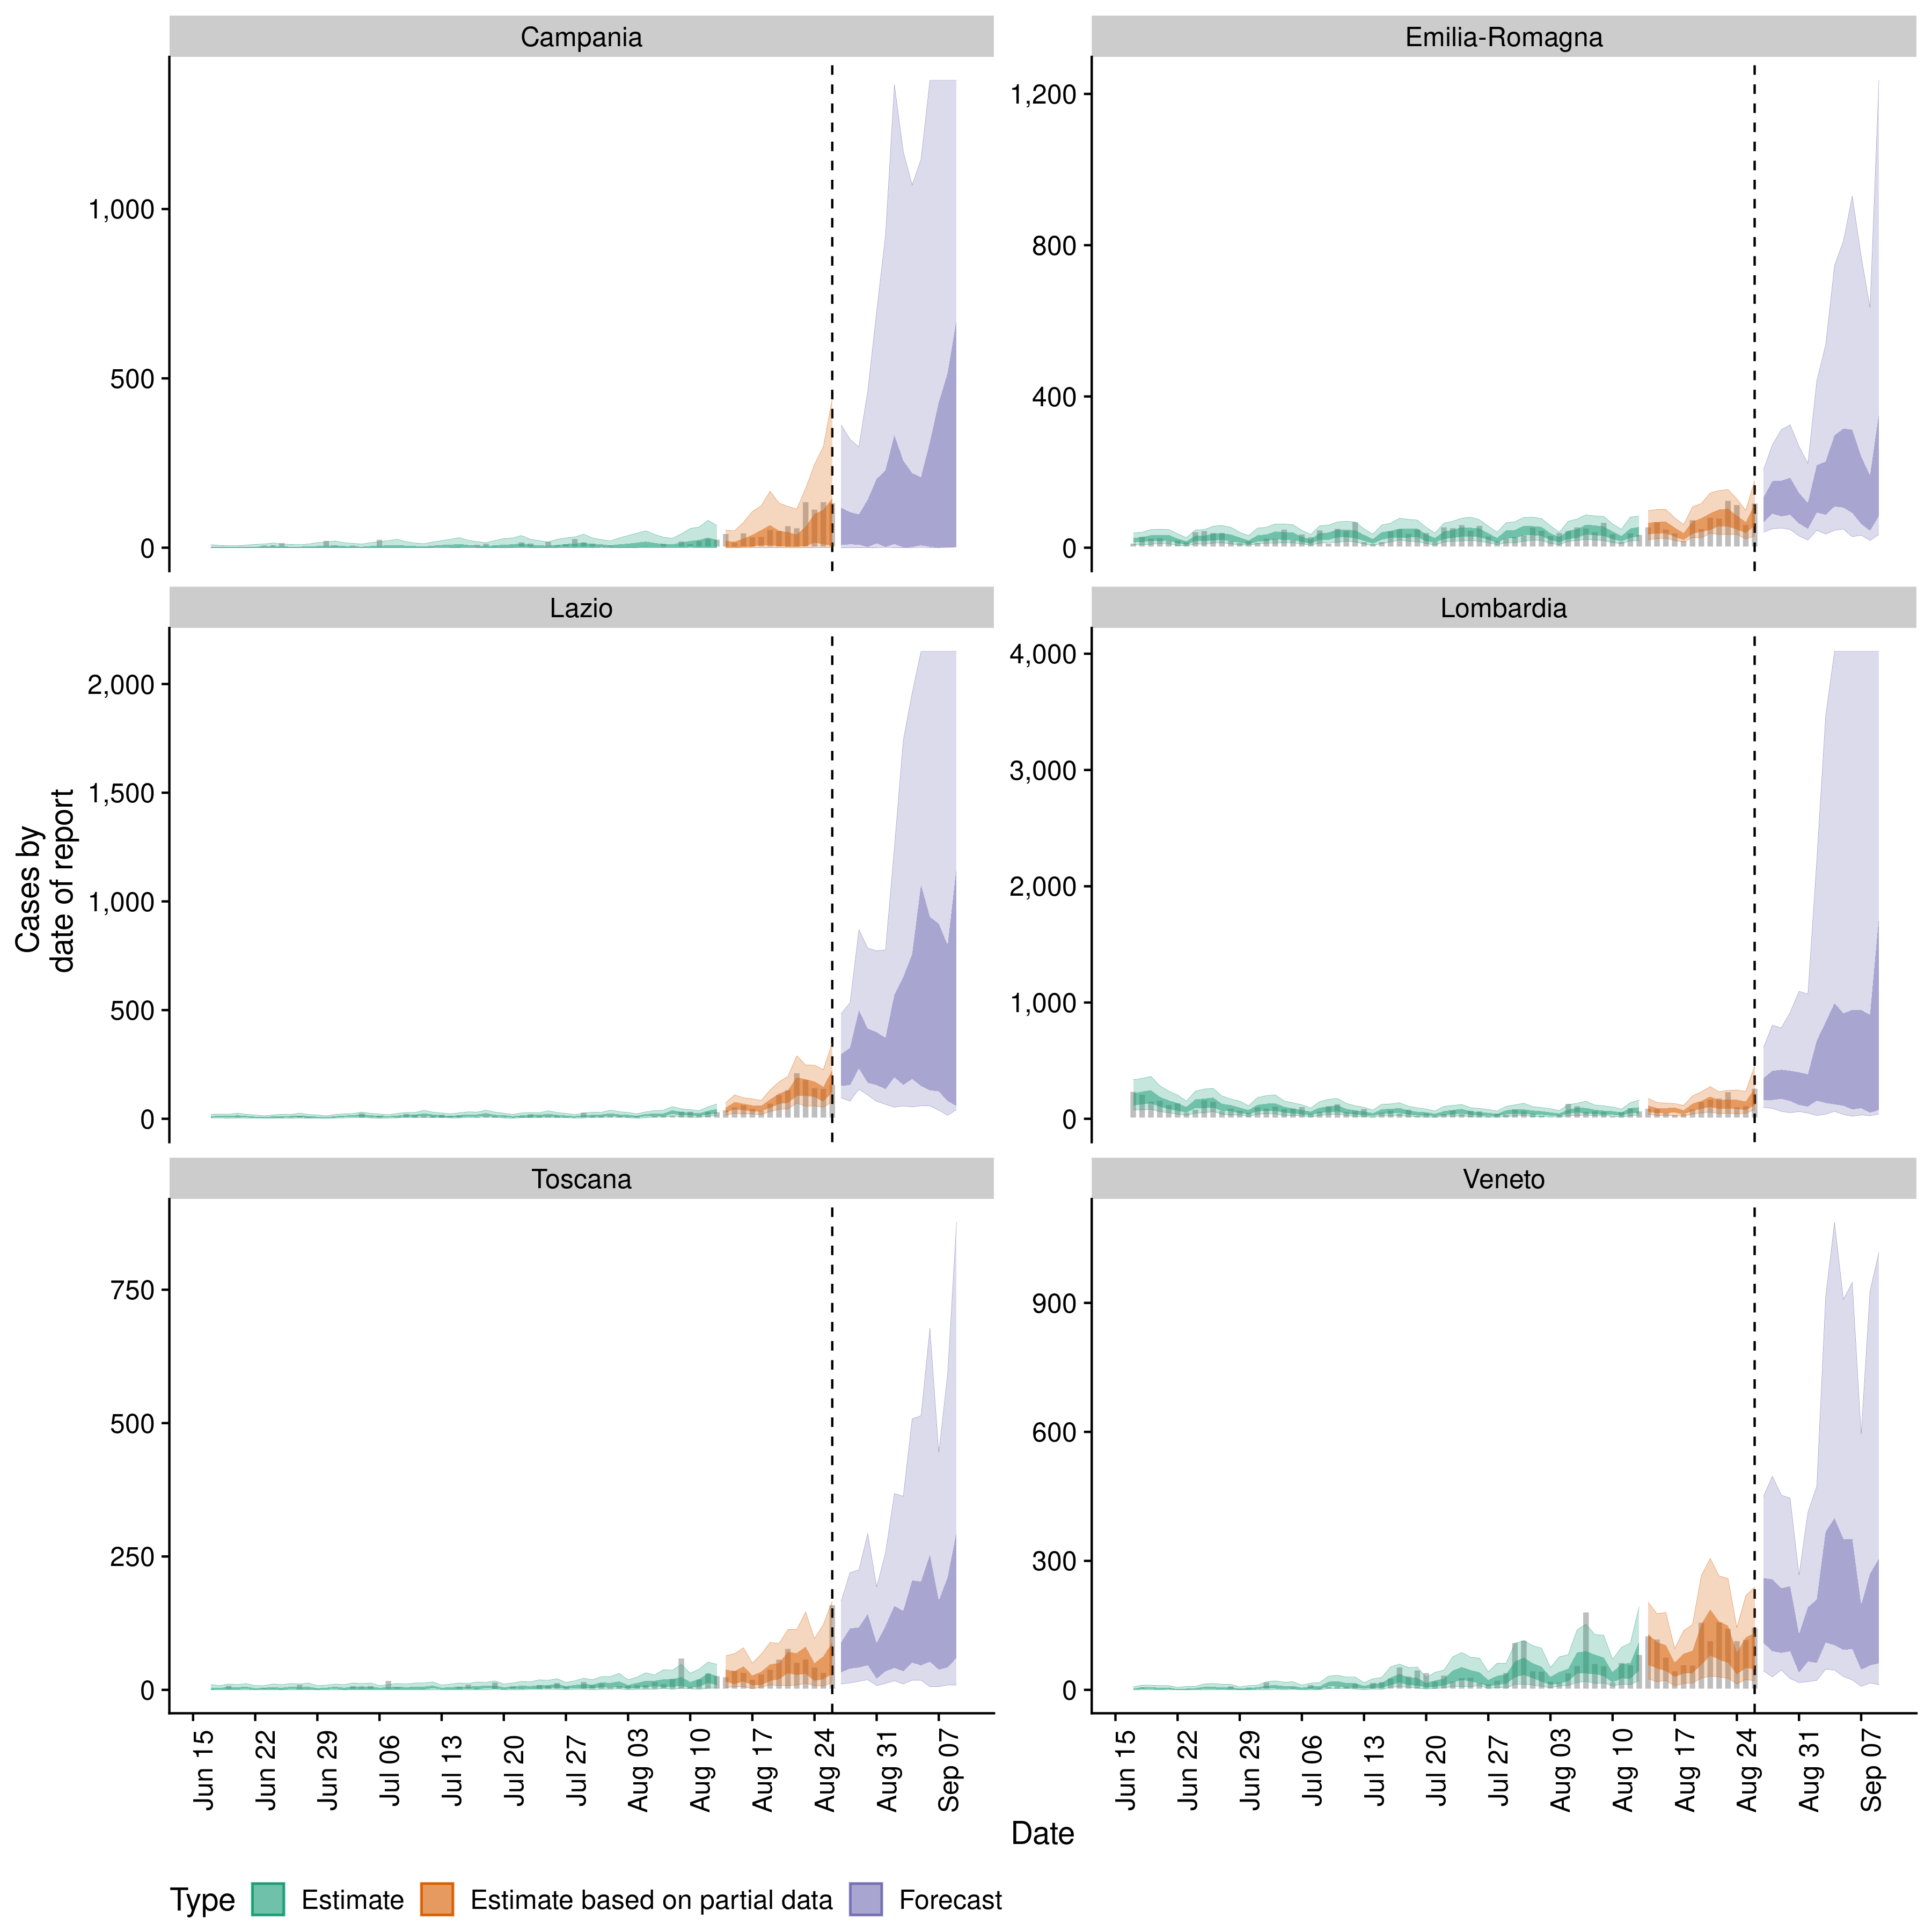 Campania
Emilia-Romagna
1,000
500
0
1,200
800
400
0
Lazio
Lombardia
2,000
1,500
1,000
500
0
4,000
3,000
2,000
1,000
0
Cases by
date of report
Toscana
Veneto
750
500
250
0
900
600
300
0
Jun 15
Jun 22
Jun 29
Jul 06
Jul 13
Jul 20
Jul 27
Aug 03
Aug 10
Aug 17
Aug 24
Aug 31
Sep 07
Jun 15
Jun 22
Jun 29
Jul 06
Jul 13
Jul 20
Jul 27
Aug 03
Aug 10
Aug 17
Aug 24
Aug 31
Sep 07
Date
Type Estimate Estimate based on partial data Forecast